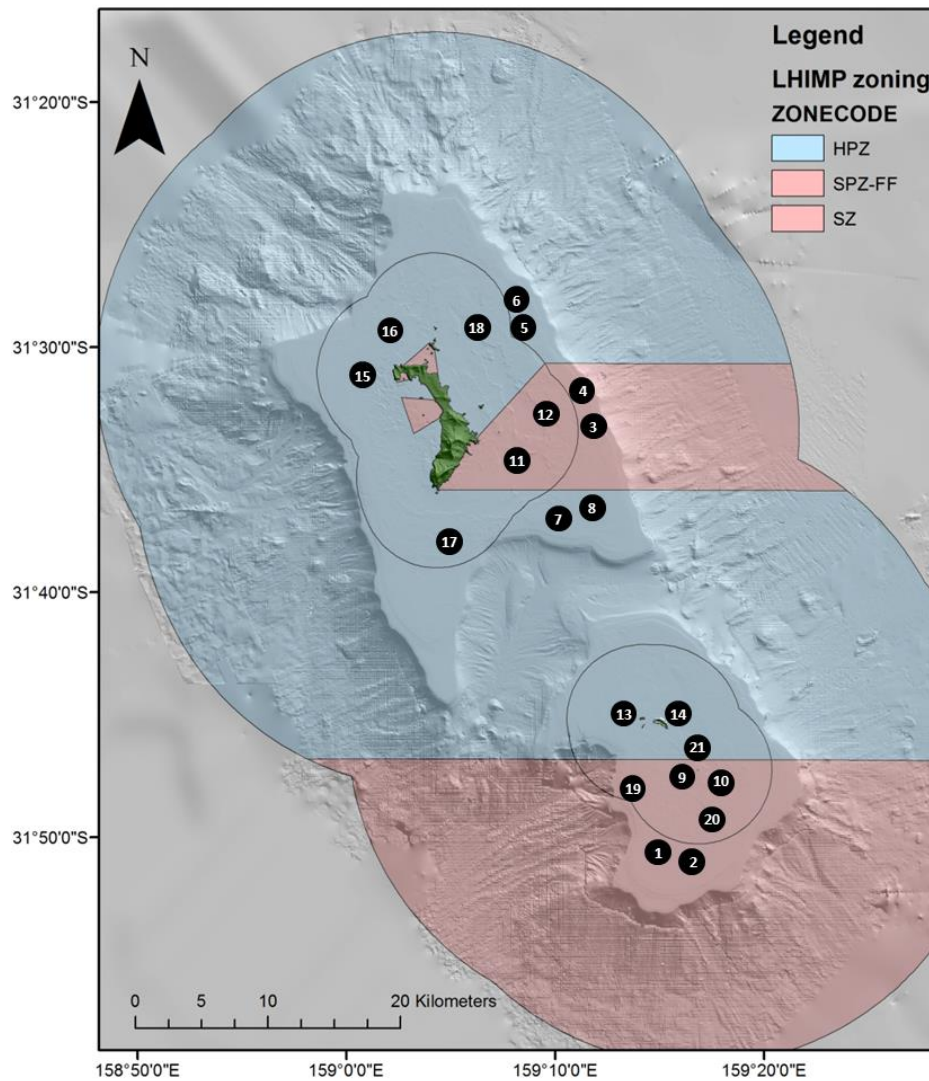 N
Legend
LHIMP zoning
ZONECODE
HPZ
SPZ-FF
SZ
31°20'0"S
31°30'0"S
31°40'0"S
31°50'0"S
6
5
18
16
15
4
12
3
11
8
7
17
13
14
21
9
10
19
20
1
2
0 5 10 20 Kilometers
158°50'0"E 159°0'0"E 159°10'0"E 159°20'0"E